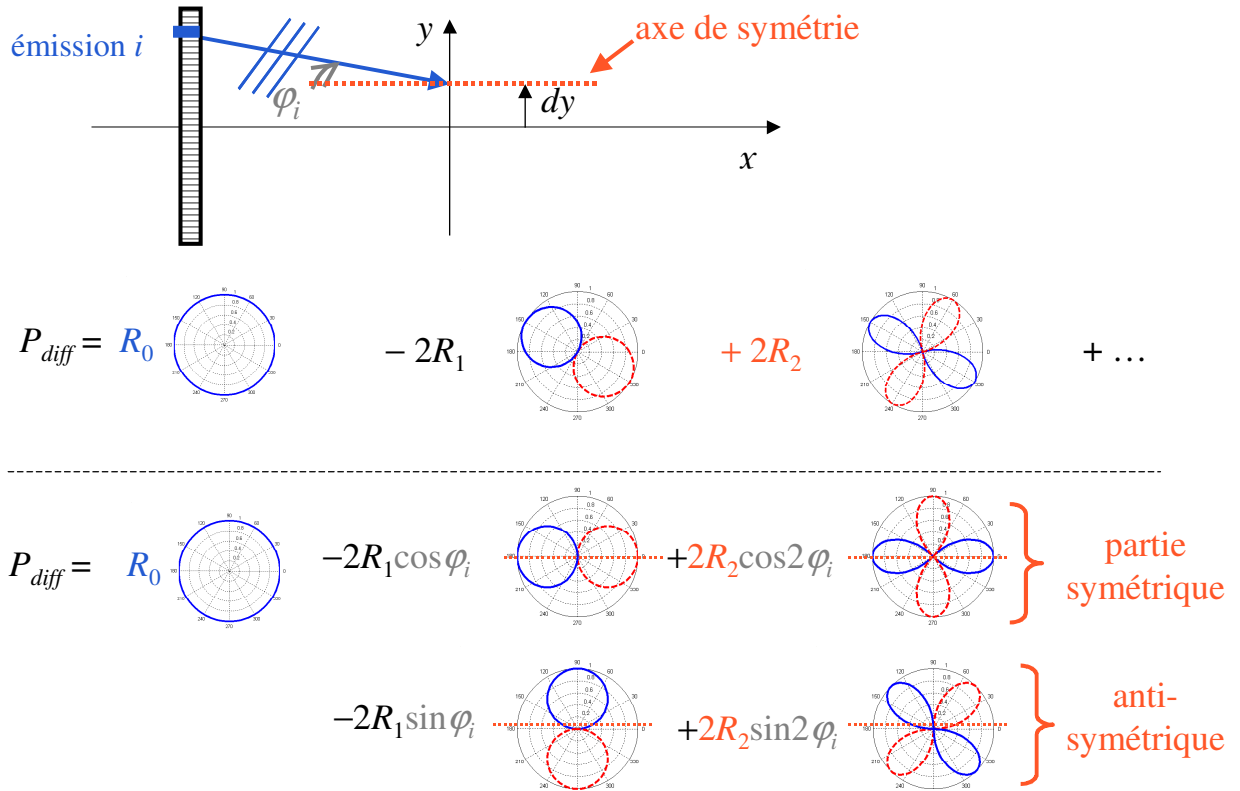 émission i
φi
y
axe de symétrie
dy
x
Pdiff = R0 − 2R1 + 2R2 + …
Pdiff = R0 −2R1cosφi +2R2cos2φi
partie
symétrique
−2R1sinφi +2R2sin2φi
anti-
symétrique